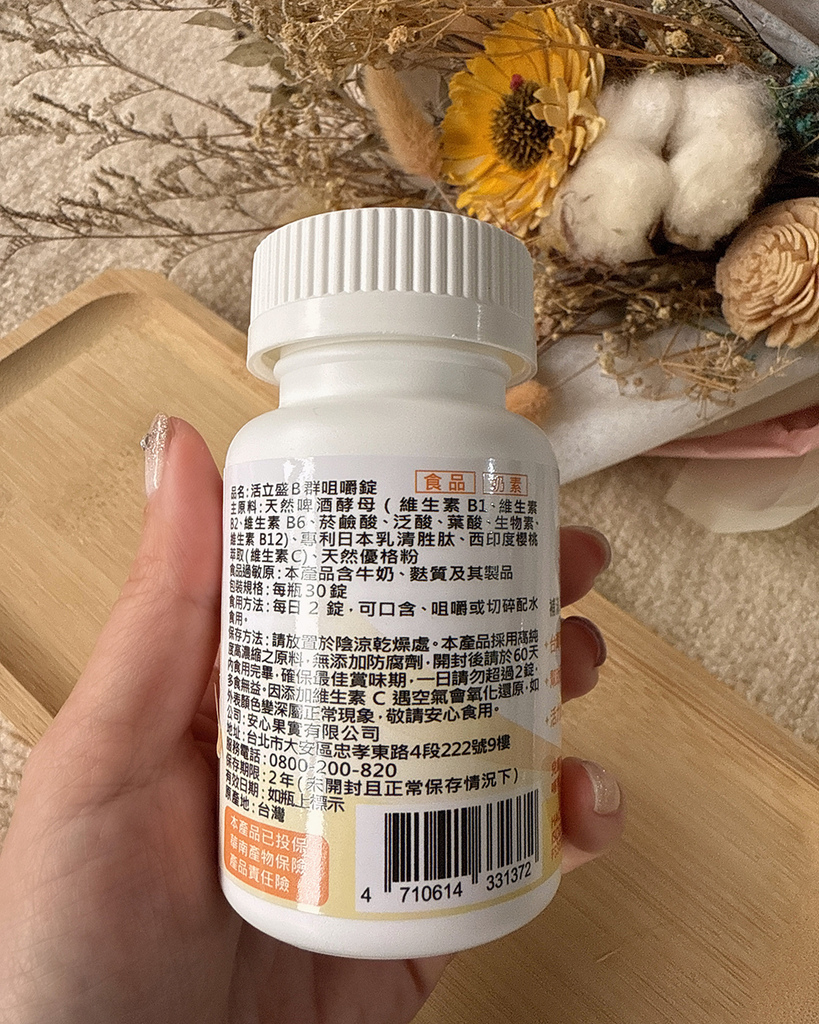 食品 奶素
品名:活立盛B群咀嚼錠
主原料:天然啤酒酵母(維生素 B1、維生素
B2、維生素 B6、菸鹼酸、泛酸、葉酸、生物素、
維生素 B12)、專利日本乳清胜肽、西印度櫻桃
萃取(維生素C)、天然優格粉
食品過敏原:本產品含牛奶、麩質及其製品
包裝規格:每瓶30錠
食用方法:每日 2 錠,可口含、咀嚼或切碎配水
食用。
保存方法:請放置於陰涼乾燥處。本產品採用高純
度高濃縮之原料,無添加防腐劑,開封後請於60天
內食用完畢,確保最佳賞味期,一日請勿超過2錠,
多食無益。因添加維生素 C 遇空氣會氧化還原,如
外表顏色變深屬正常現象,敬請安心食用。
公司:安心果實有限公司
地址:台北市大安區忠孝東路4段222號9樓
服務電話:0800-200-820
保存期限:2年(未開封且正常保存情況下)
有效日期:如瓶上標示
原產地:台灣
本產品已投保
華南產物保險
產品責任險
4 710614 331372